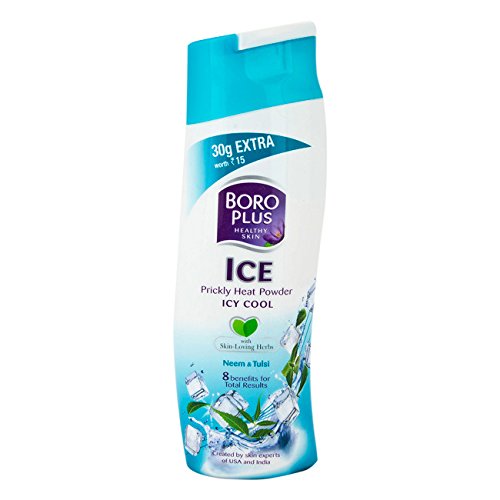 30g EXTRA
worth ₹ 15
BORO
PLUS
HEALTHY
SKIN
ICE
Prickly Heat Powder
ICY COOL
with
Skin-Loving Herbs
Neem & Tulsi
8 benefits for
Total Results
Created by skin experts
of USA and India